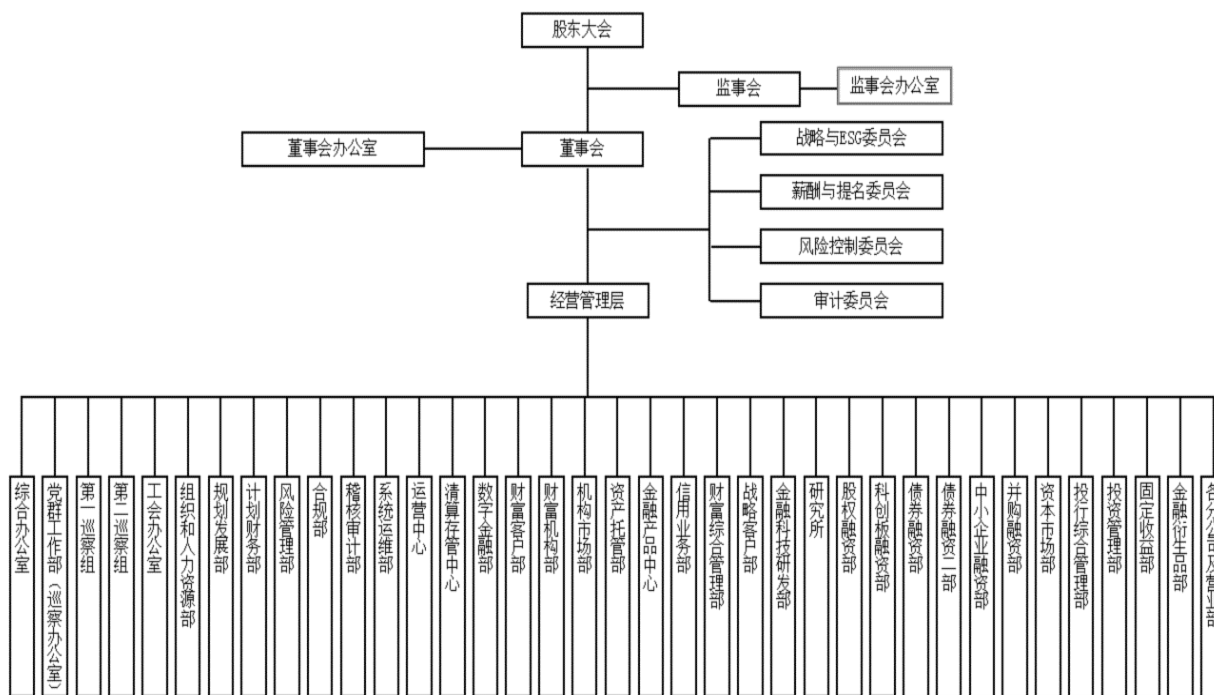 股东大会
监事会
监事会办公室
董事会办公室
董事会
战略与ESG委员会
薪酬与提名委员会
风险控制委员会
审计委员会
经营管理层
综合办公室
党群工作部（巡察办公室）
第一巡察组
第二巡察组
工会办公室
组织和人力资源部
规划发展部
计划财务部
风险管理部
合规部
稽核审计部
系统运维部
运营中心
清算存管中心
数字金融部
财富客户部
财富机构部
机构市场部
资产托管部
金融产品中心
信用业务部
财富综合管理部
战略客户部
金融科技研发部
研究所
股权融资部
科创板融资部
债券融资部
债券融资二部
中小企业融资部
并购融资部
资本市场部
投行综合管理部
投资管理部
固定收益部
金融衍生品部
各分公司及营业部